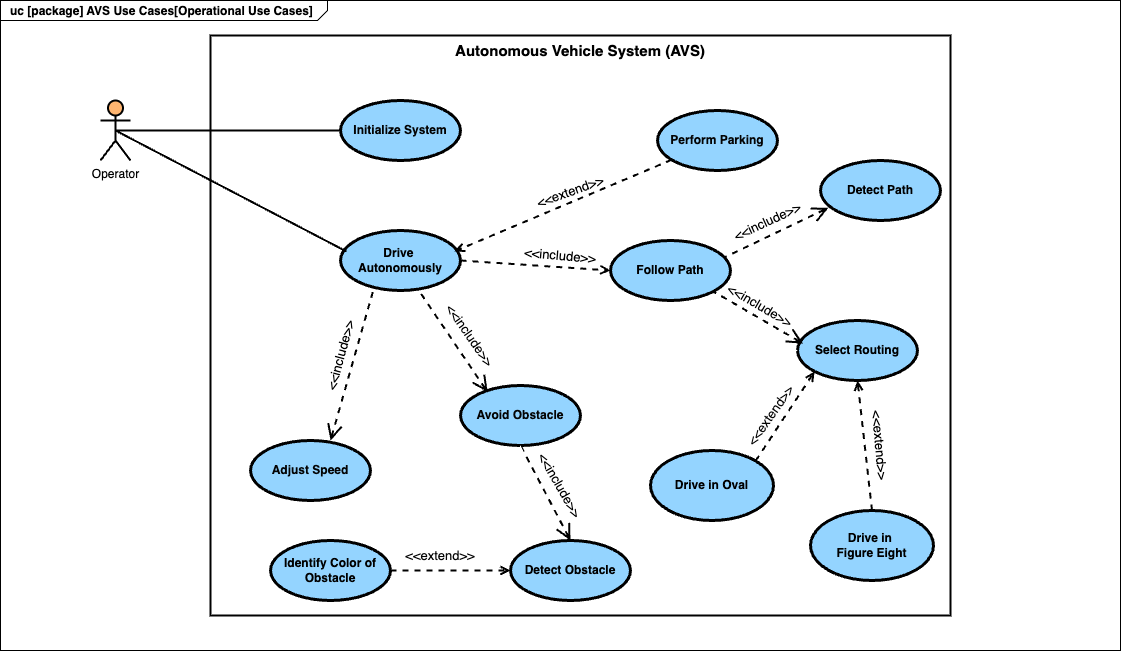 uc [package] AVS Use Cases[Operational Use Cases]
Autonomous Vehicle System (AVS)
Operator
Initialize System
Perform Parking
Detect Path
<<extend>>
<<include>>
Drive
Autonomously
<<include>>
Follow Path
<<include>>
Select Routing
<<include>>
<<include>>
<<extend>>
<<extend>>
Avoid Obstacle
Adjust Speed
<<include>>
Drive in Oval
Drive in
Figure Eight
Identify Color of
Obstacle
<<extend>>
Detect Obstacle